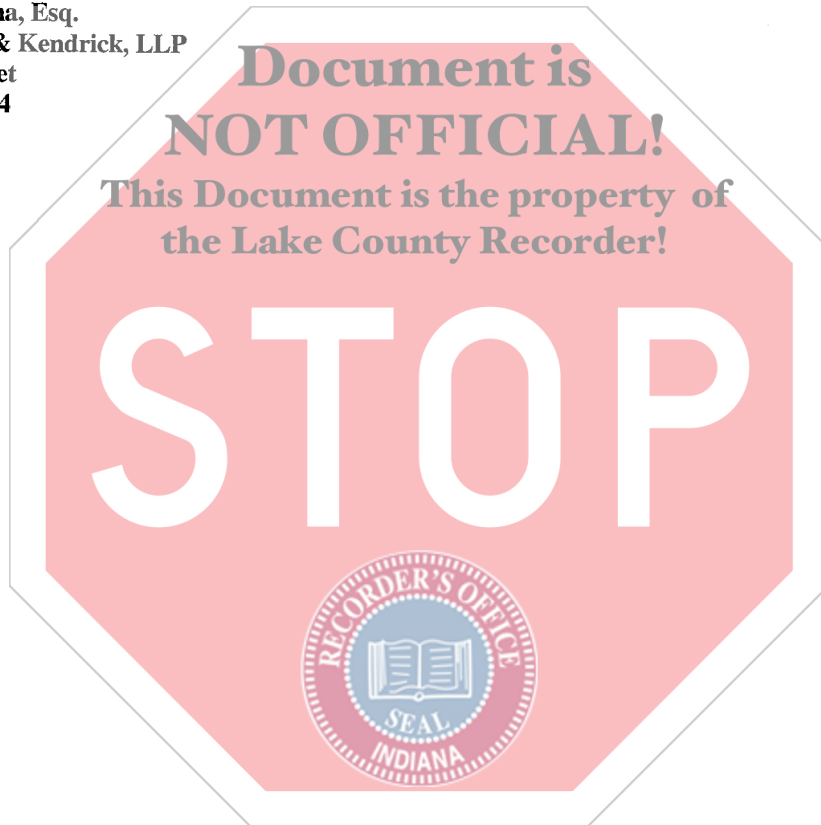 na, Esq.
& Kendrick, LLP
et
4
Document is
NOT OFFICIAL!
This Document is the property of
the Lake County Recorder!
STOP
RECORDER'S OFFICE
SEAL
INDIANA